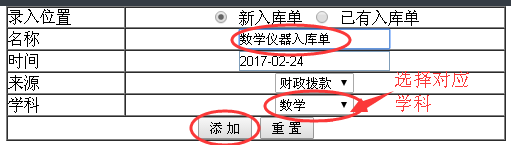 录入位置 新入库单 已有入库单
名称 数学仪器入库单
时间 2017-02-24
来源 财政拨款
选择对应
学科 数学
学科
添 加 重 置